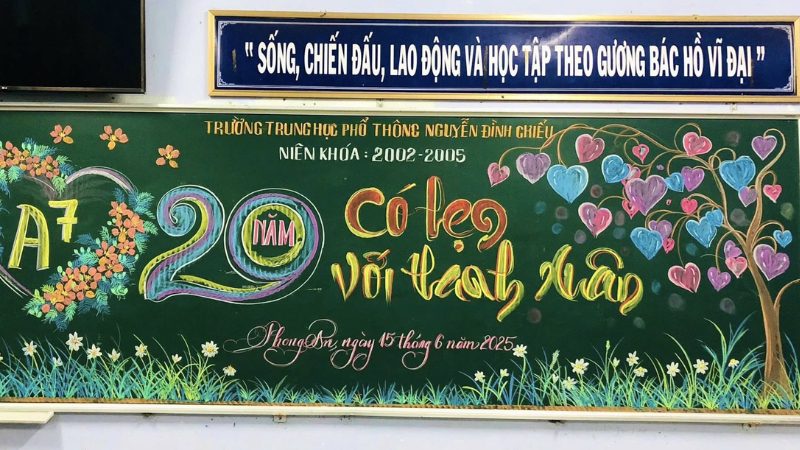 " SỐNG, CHIẾN ĐẤU, LAO ĐỘNG VÀ HỌC TẬP THEO GƯƠNG BÁC HỒ VĨ ĐẠI "
TRƯỜNG TRUNG HỌC PHỔ THÔNG NGUYỄN ĐÌNH CHIỂU
NIÊN KHÓA : 2002-2005
A7
20 NĂM
Có hẹn
với thanh xuân
Phong An, ngày 15 tháng 6 năm 2025